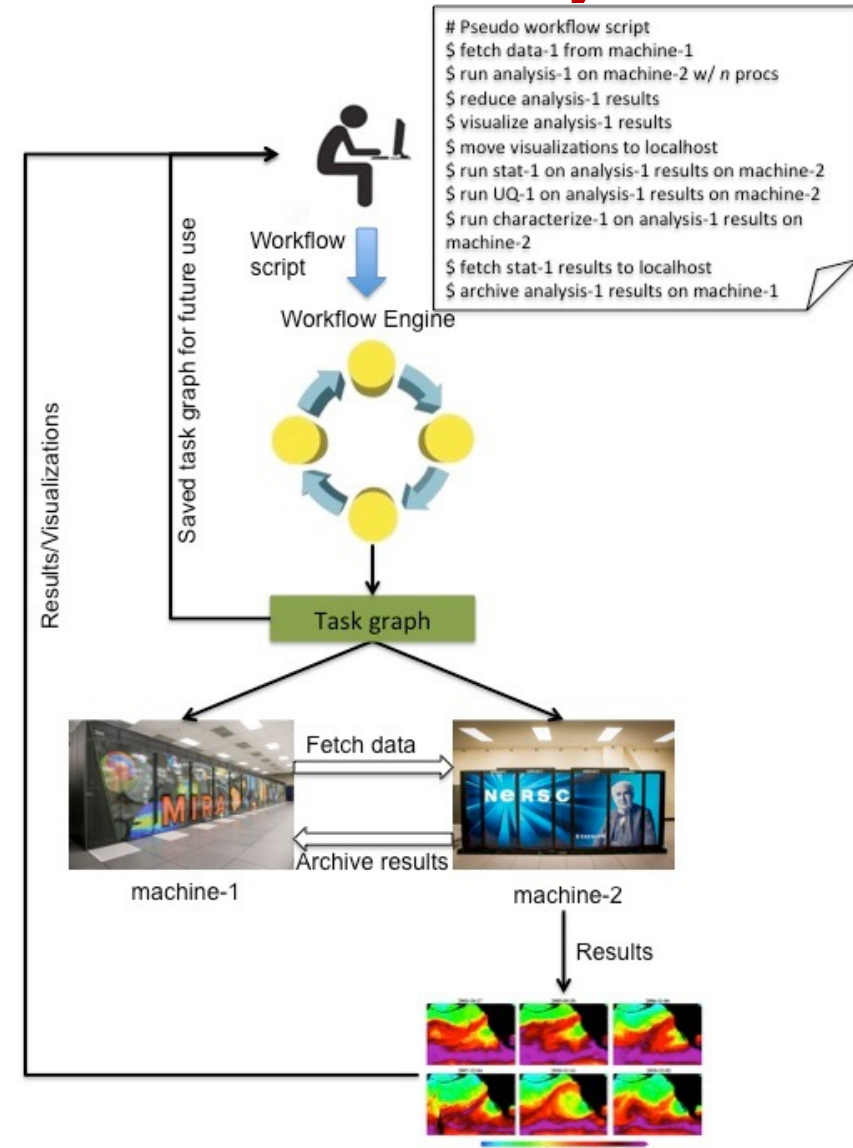 # Pseudo workflow script
$ fetch data-1 from machine-1
$ run analysis-1 on machine-2 w/ n procs
$ reduce analysis-1 results
$ visualize analysis-1 results
$ move visualizations to localhost
$ run stat-1 on analysis-1 results on machine-2
$ run UQ-1 on analysis-1 results on machine-2
$ run characterize-1 on analysis-1 results on
machine-2
$ fetch stat-1 results to localhost
$ archive analysis-1 results on machine-1
Workflow
script
Workflow Engine
Saved task graph for future use
Results/Visualizations
Task graph
MIRA
Fetch data
NeRSC
Archive results
machine-1
machine-2
Results